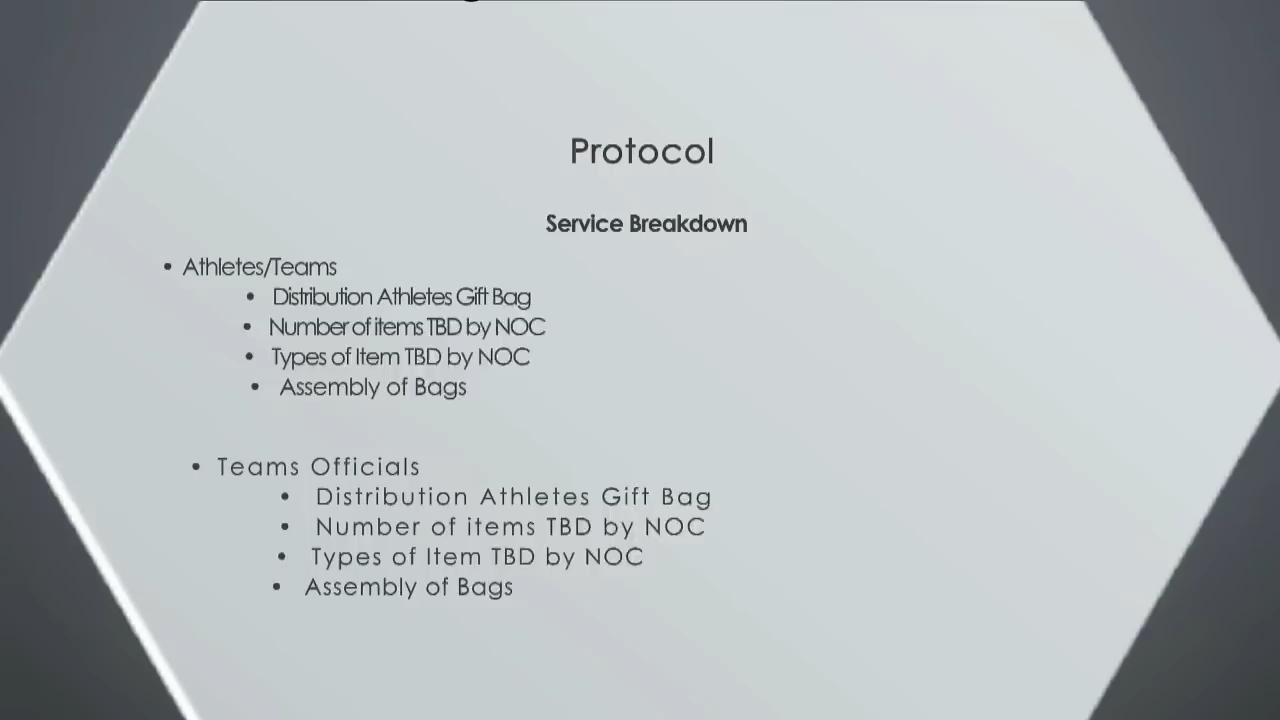 Protocol
Service Breakdown
• Athletes/Teams
• Distribution Athletes Gift Bag
• Number of items TBD by NOC
• Types of Item TBD by NOC
• Assembly of Bags
• Teams Officials
• Distribution Athletes Gift Bag
• Number of items TBD by NOC
• Types of Item TBD by NOC
• Assembly of Bags